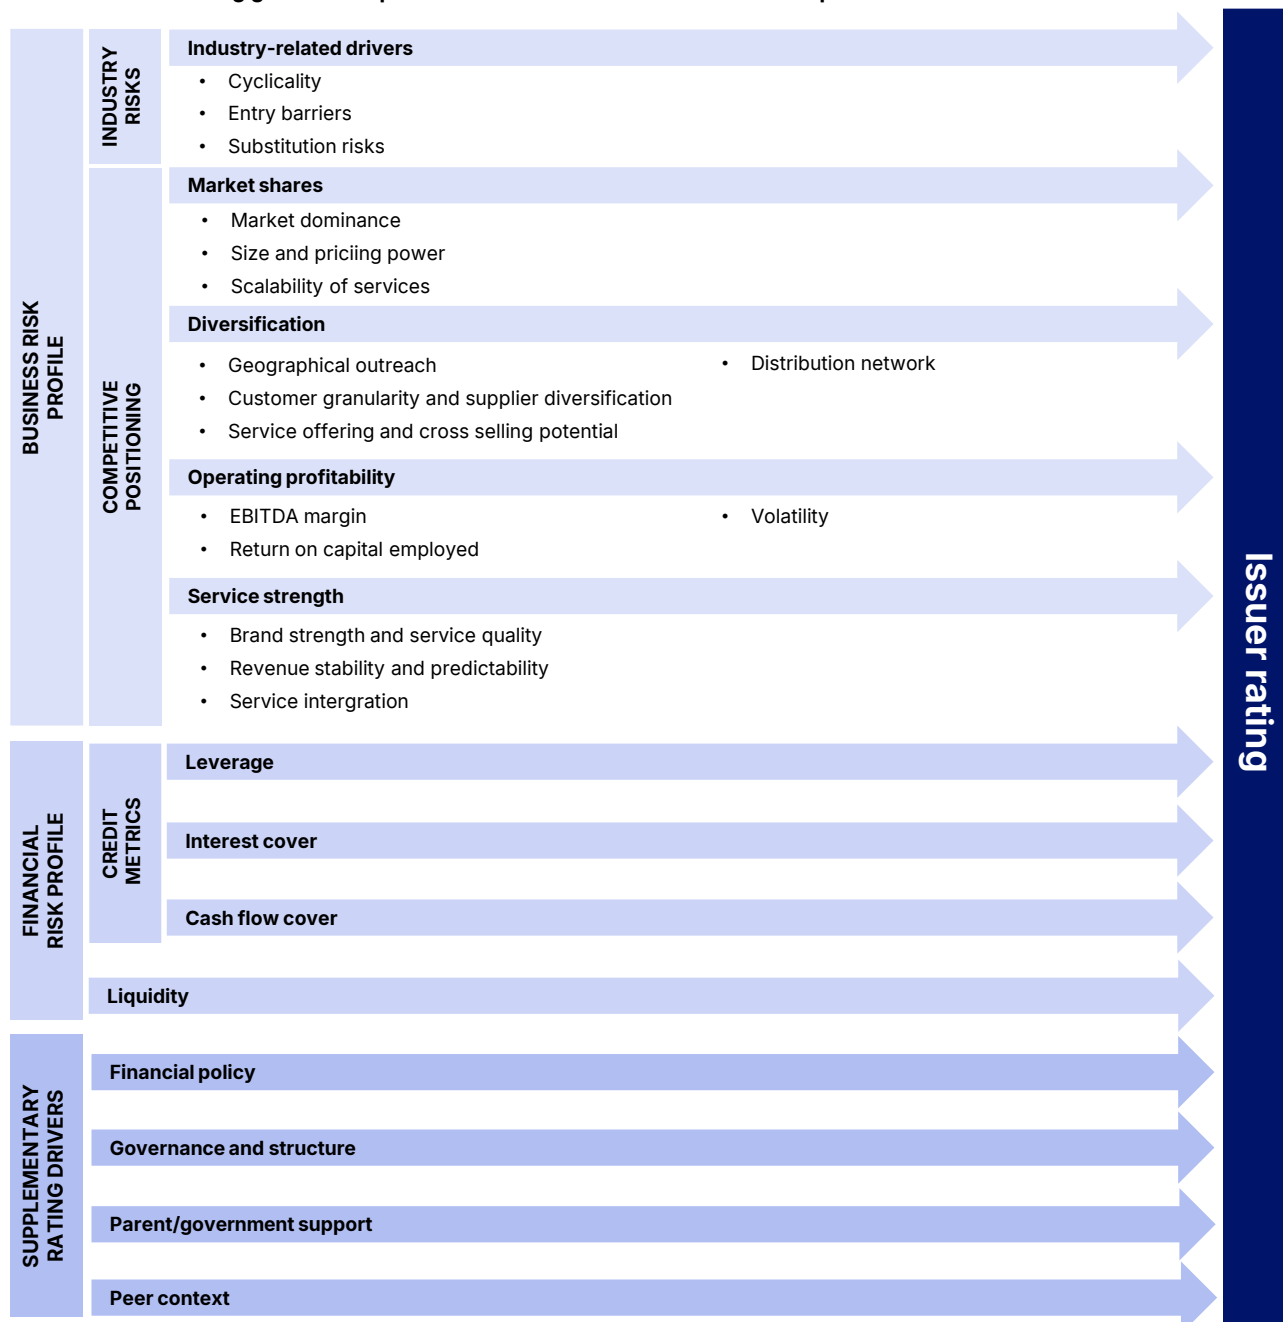 BUSINESS RISK
PROFILE
INDUSTRY
RISKS
Industry-related drivers
• Cyclicality
• Entry barriers
• Substitution risks
COMPETITIVE
POSITIONING
Market shares
• Market dominance
• Size and priciing power
• Scalability of services
Diversification
• Geographical outreach
• Customer granularity and supplier diversification
• Service offering and cross selling potential
• Distribution network
Operating profitability
• EBITDA margin
• Return on capital employed
• Volatility
Service strength
• Brand strength and service quality
• Revenue stability and predictability
• Service intergration
FINANCIAL
RISK PROFILE
CREDIT
METRICS
Leverage
Interest cover
Cash flow cover
Liquidity
SUPPLEMENTARY
RATING DRIVERS
Financial policy
Governance and structure
Parent/government support
Peer context
Issuer rating